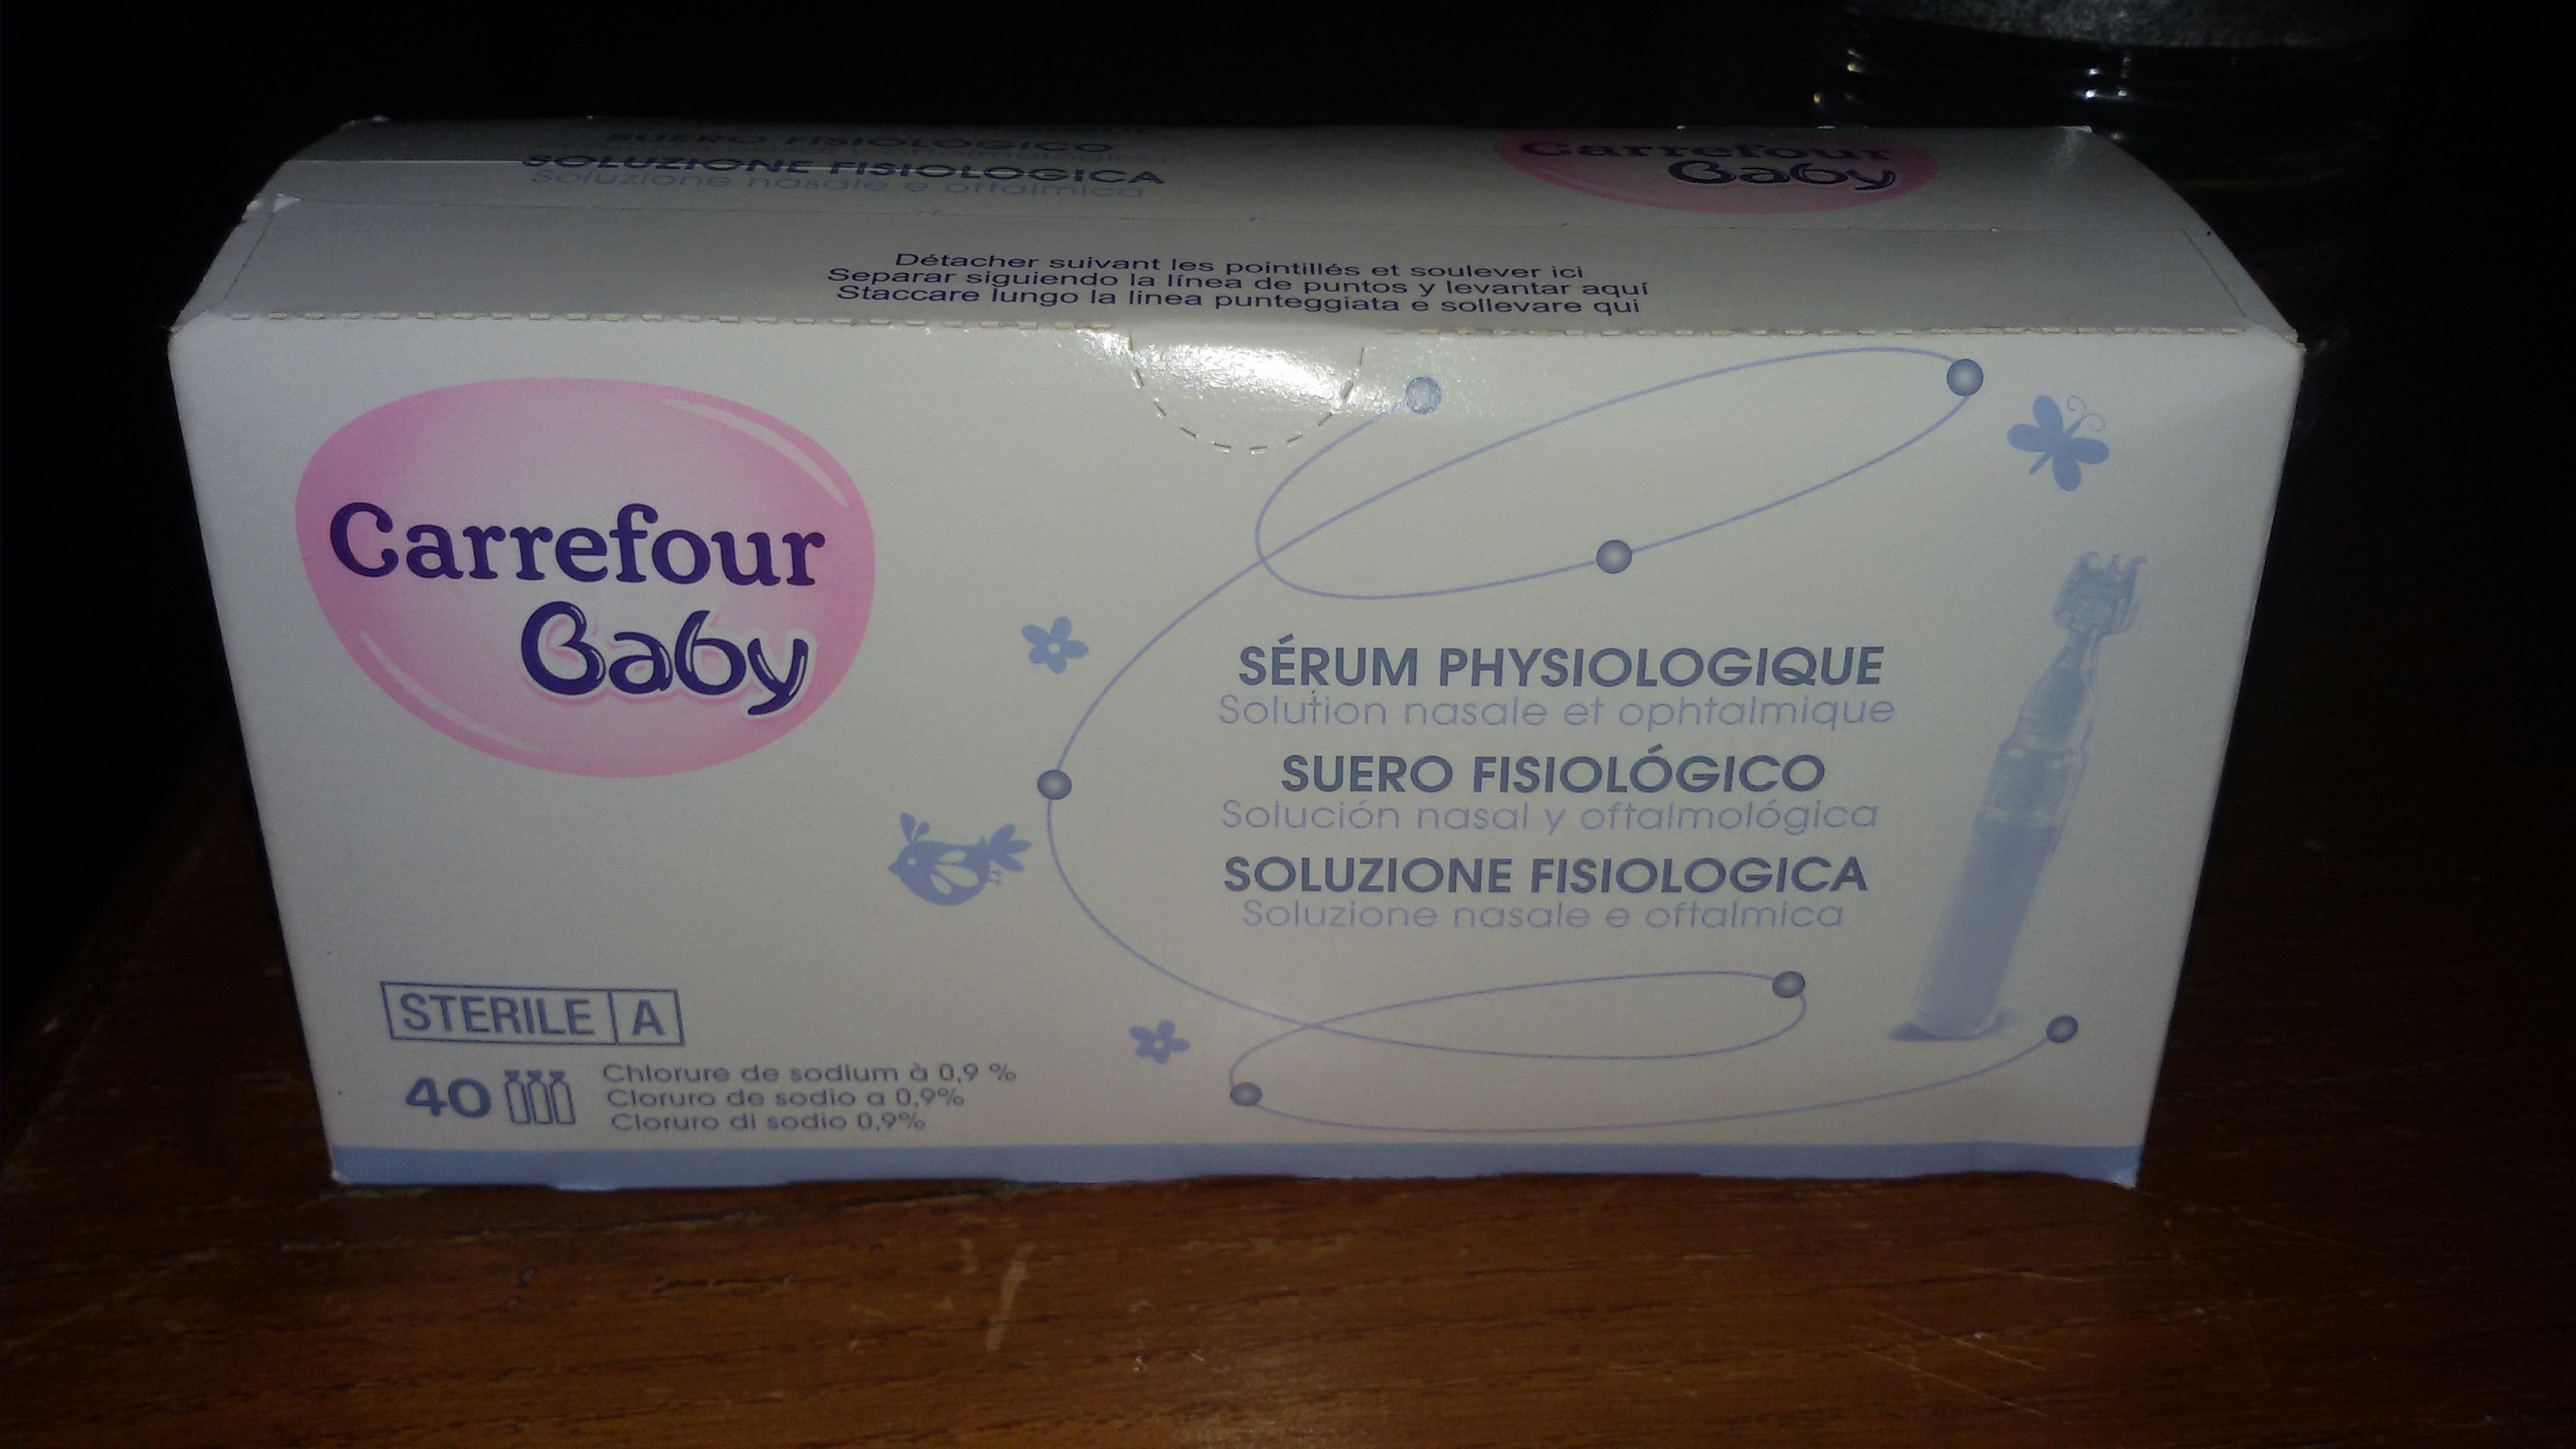 SUERO FISIOLÓGICO
SOLUZIONE FISIOLOGICA
Soluzione nasale e oftalmica
Carrefour
Baby
Détacher suivant les pointillés et soulever ici
Separar siguiendo la línea de puntos y levantar aquí
Staccare lungo la linea punteggiata e sollevare qui
Carrefour
Baby
SÉRUM PHYSIOLOGIQUE
Solution nasale et ophtalmique
SUERO FISIOLÓGICO
Solución nasal y oftalmológica
SOLUZIONE FISIOLOGICA
Soluzione nasale e oftalmica
STERILE A
40
Chlorure de sodium à 0,9 %
Cloruro de sodio a 0,9%
Cloruro di sodio 0,9%